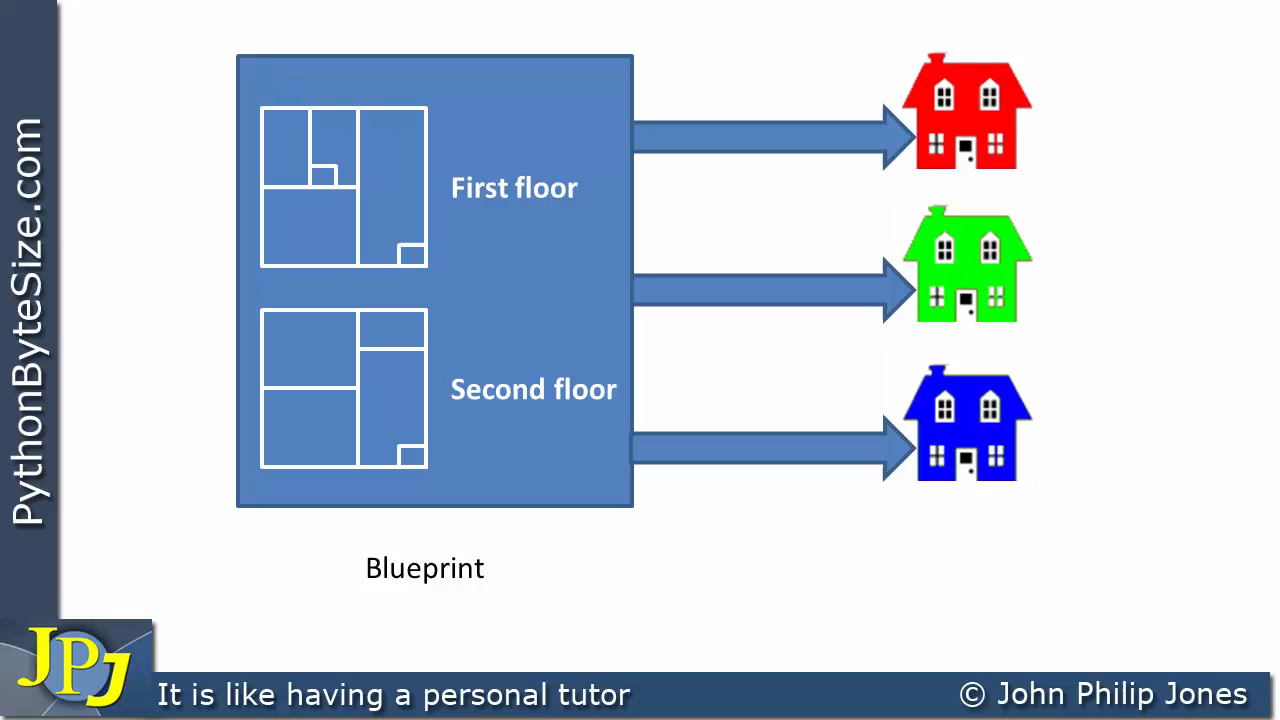 PythonByteSize.com
First floor
Second floor
Blueprint
JPJ
It is like having a personal tutor
© John Philip Jones